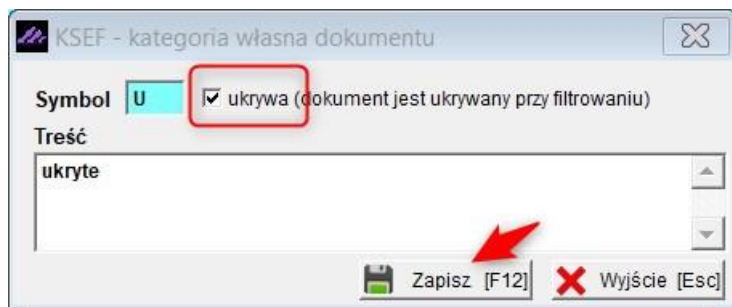 KSEF - kategoria własna dokumentu
Symbol U ukrywa (dokument jest ukrywany przy filtrowaniu)
Treść
ukryte
Zapisz [F12] Wyjście [Esc]